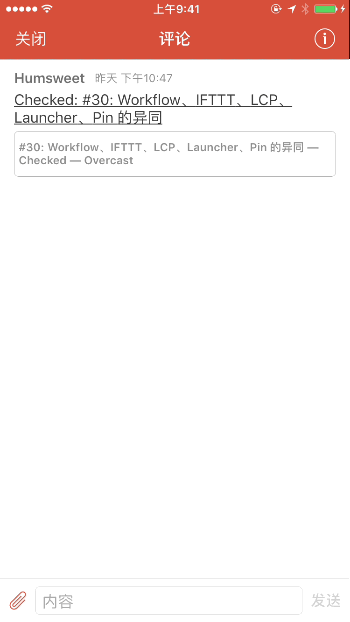 上午9:41
关闭
评论
Humsweet 昨天 下午10:47
Checked: #30: Workflow、IFTTT、LCP、
Launcher、Pin 的异同
#30: Workflow、IFTTT、LCP、Launcher、Pin 的异同 —
Checked — Overcast
内容
发送